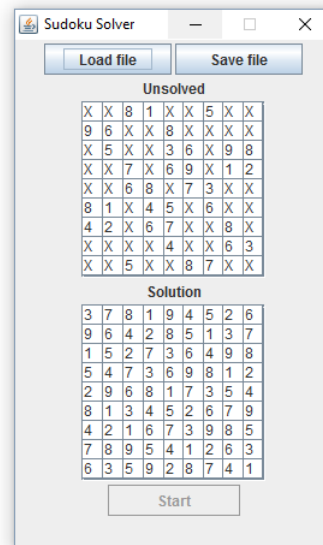 Sudoku Solver
Load file Save file
Unsolved
X X 8 1 X X 5 X X
9 6 X X 8 X X X X
X 5 X X 3 6 X 9 8
X X 7 X 6 9 X 1 2
X X 6 8 X 7 3 X X
8 1 X 4 5 X 6 X X
4 2 X 6 7 X X 8 X
X X X X 4 X X 6 3
X X 5 X X 8 7 X X
Solution
3 7 8 1 9 4 5 2 6
9 6 4 2 8 5 1 3 7
1 5 2 7 3 6 4 9 8
5 4 7 3 6 9 8 1 2
2 9 6 8 1 7 3 5 4
8 1 3 4 5 2 6 7 9
4 2 1 6 7 3 9 8 5
7 8 9 5 4 1 2 6 3
6 3 5 9 2 8 7 4 1
Start